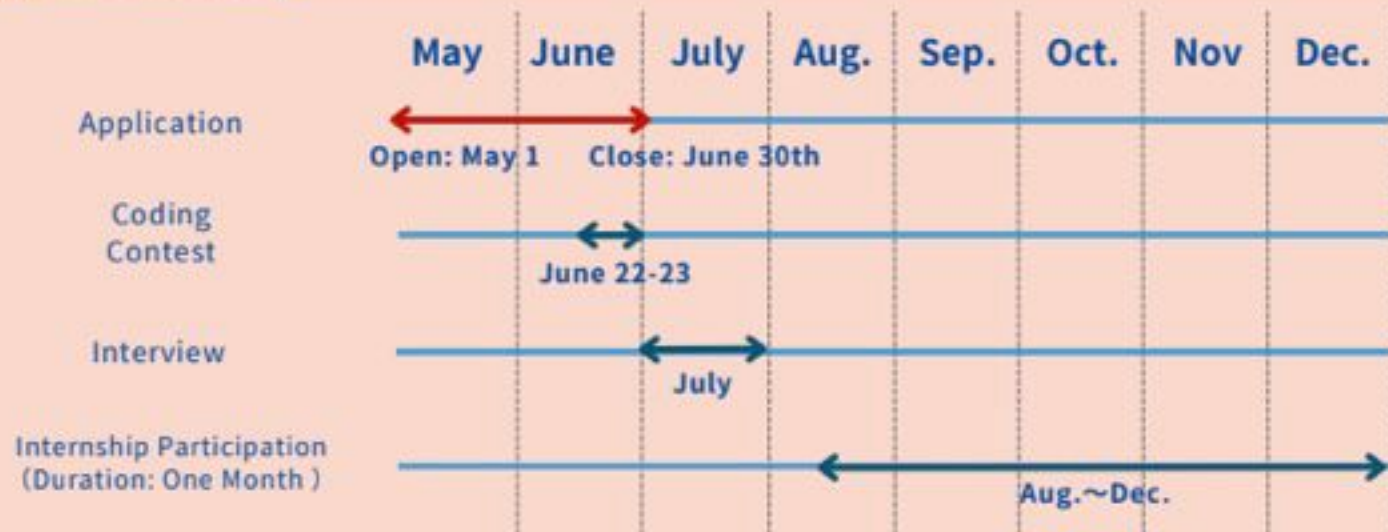 May June July Aug. Sep. Oct. Nov Dec.
Application
Open: May 1 Close: June 30th
Coding
Contest
June 22-23
Interview
July
Internship Participation
(Duration: One Month )
Aug.～Dec.